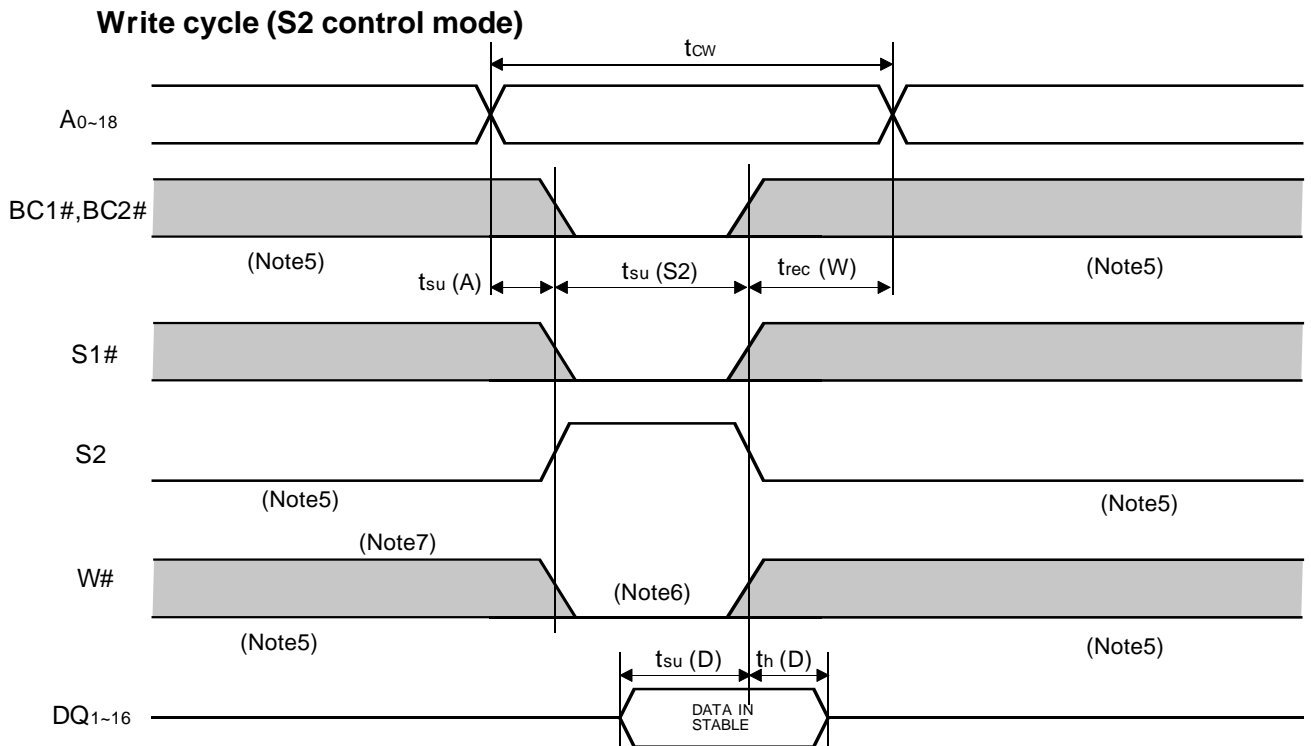 Write cycle (S2 control mode)
tCW
A0~18
BC1#,BC2#
(Note5)
(Note5)
tsu (A)
tsu (S2)
trec (W)
S1#
S2
(Note5)
(Note5)
(Note7)
W#
(Note6)
(Note5)
(Note5)
tsu (D)
th (D)
DQ1~16
DATA IN
STABLE